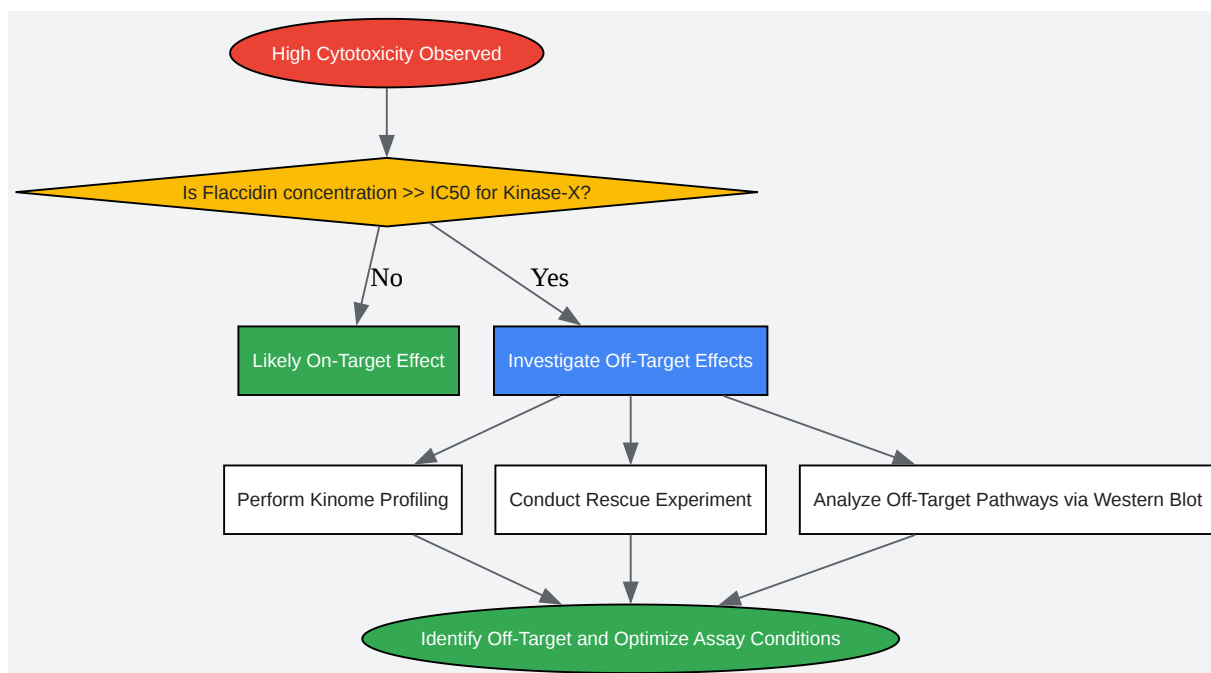 High Cytotoxicity Observed
Is Flaccidin concentration >> IC50 for Kinase-X?
No
Yes
Likely On-Target Effect
Investigate Off-Target Effects
Perform Kinome Profiling
Conduct Rescue Experiment
Analyze Off-Target Pathways via Western Blot
Identify Off-Target and Optimize Assay Conditions